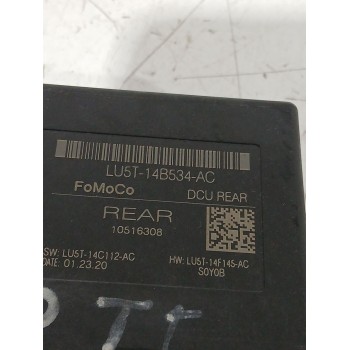 LU5T-14B534-AC
FoMoCo DCU REAR
REAR
10516308
SW: LU5T-14C112-AC HW: LU5T-14F145-AC
DATE: 01.23.20 S0Y0B